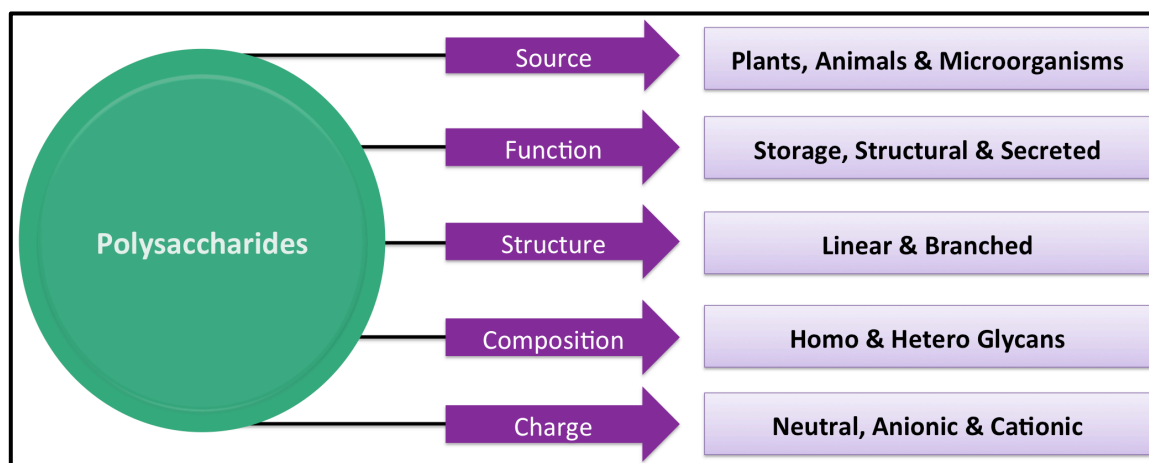 Polysaccharides
Source
Plants, Animals & Microorganisms
Function
Storage, Structural & Secreted
Structure
Linear & Branched
Composition
Homo & Hetero Glycans
Charge
Neutral, Anionic & Cationic